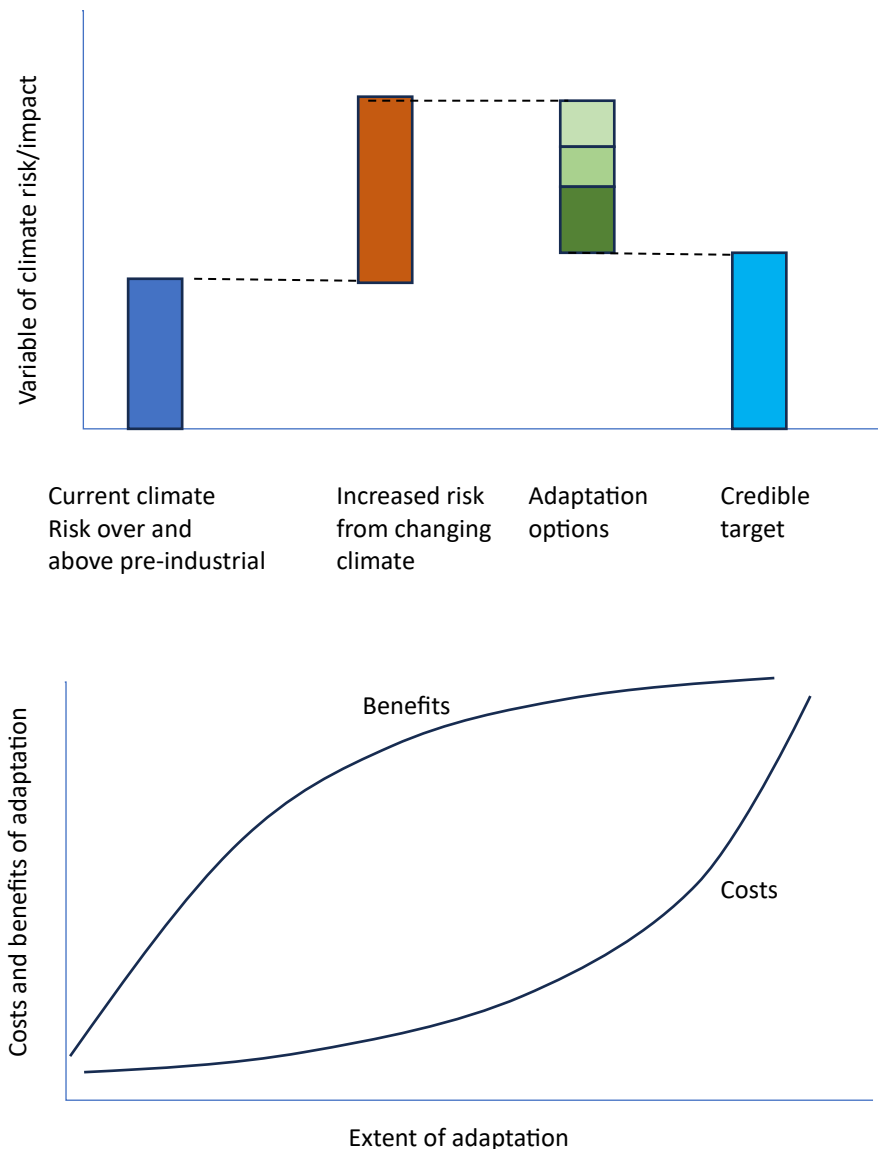 Variable of climate risk/impact
Current climate
Risk over and
above pre-industrial
Increased risk
from changing
climate
Adaptation
options
Credible
target
Costs and benefits of adaptation
Benefits
Costs
Extent of adaptation